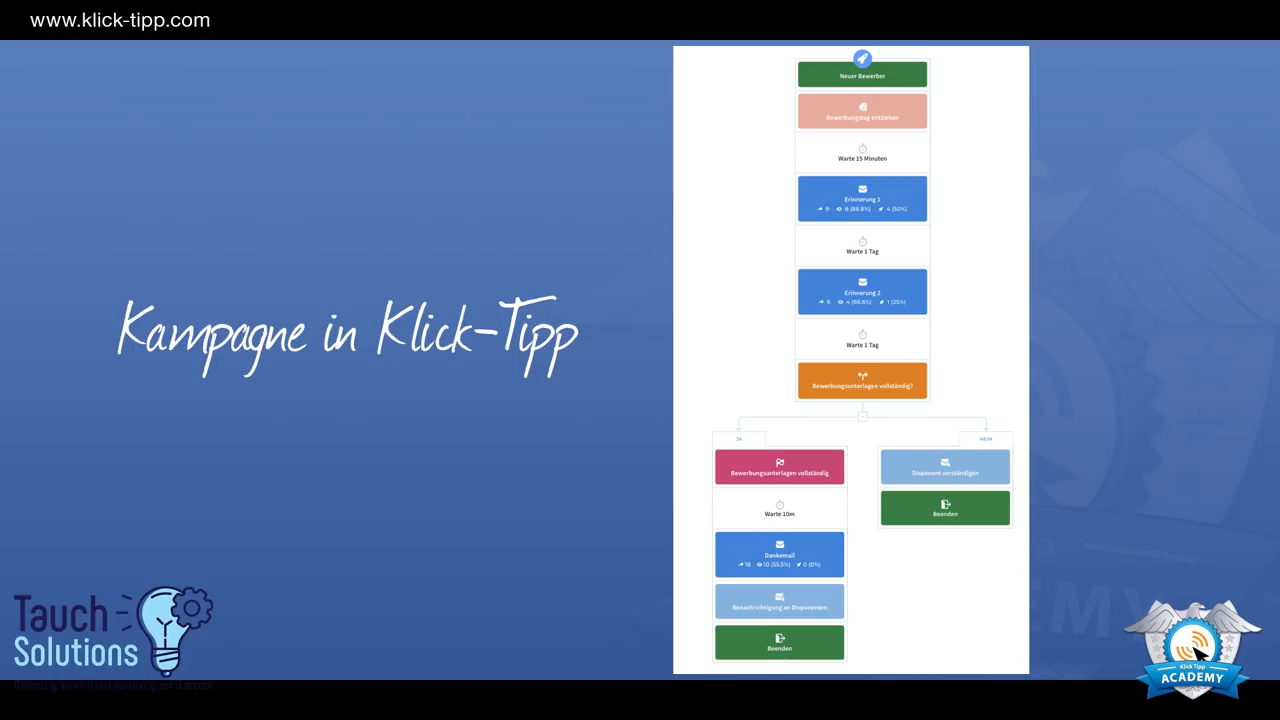 www.klick-tipp.com
Neuer Bewerber
Bewerbungstag entziehen
Warte 15 Minuten
Erinnerung 1
9 8 (88.8%) 4 (50%)
Warte 1 Tag
Erinnerung 2
6 4 (66.6%) 1 (25%)
Warte 1 Tag
Bewerbungsunterlagen vollständig?
Kampagne in Klick-Tipp
JA
NEIN
Bewerbungsunterlagen vollständig
Disponent verständigen
Warte 10m
Beenden
Dankemail
18 10 (55.5%) 0 (0%)
Benachrichtigung an Disponenten
Beenden
Tauch
Solutions
Klick Tipp
ACADEMY